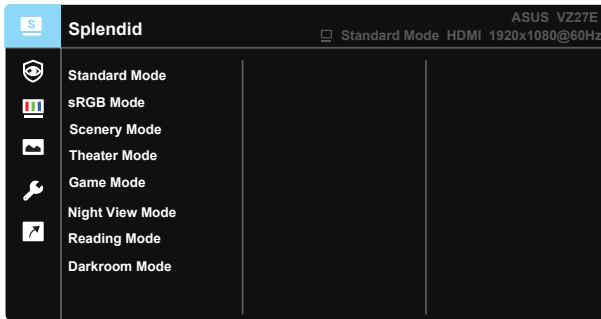 S
Splendid
ASUS VZ27E
Standard Mode HDMI 1920x1080@60Hz
Standard Mode
sRGB Mode
Scenery Mode
Theater Mode
Game Mode
Night View Mode
Reading Mode
Darkroom Mode